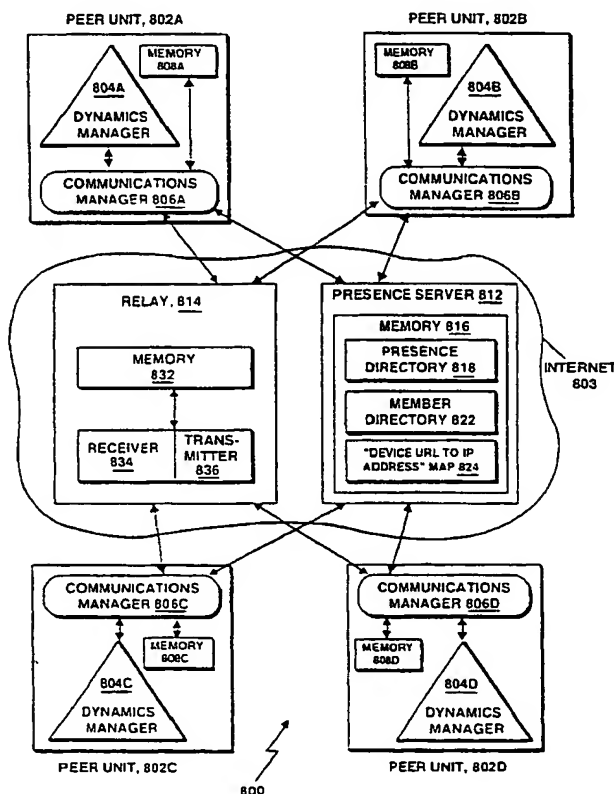 PEER UNIT, 802A
PEER UNIT, 802B
MEMORY
808A
804A
DYNAMICS
MANAGER
COMMUNICATIONS
MANAGER 806A
MEMORY
808B
804B
DYNAMICS
MANAGER
COMMUNICATIONS
MANAGER 806B
RELAY, 814
MEMORY
832
RECEIVER
834
TRANS-
MITTER
836
PRESENCE SERVER 812
MEMORY 816
PRESENCE
DIRECTORY 818
MEMBER
DIRECTORY 822
"DEVICE URL TO IP
ADDRESS" MAP 824
INTERNET
803
COMMUNICATIONS
MANAGER 806C
MEMORY
808C
804C
DYNAMICS
MANAGER
COMMUNICATIONS
MANAGER 806D
MEMORY
808D
804D
DYNAMICS
MANAGER
PEER UNIT, 802C
PEER UNIT, 802D
800